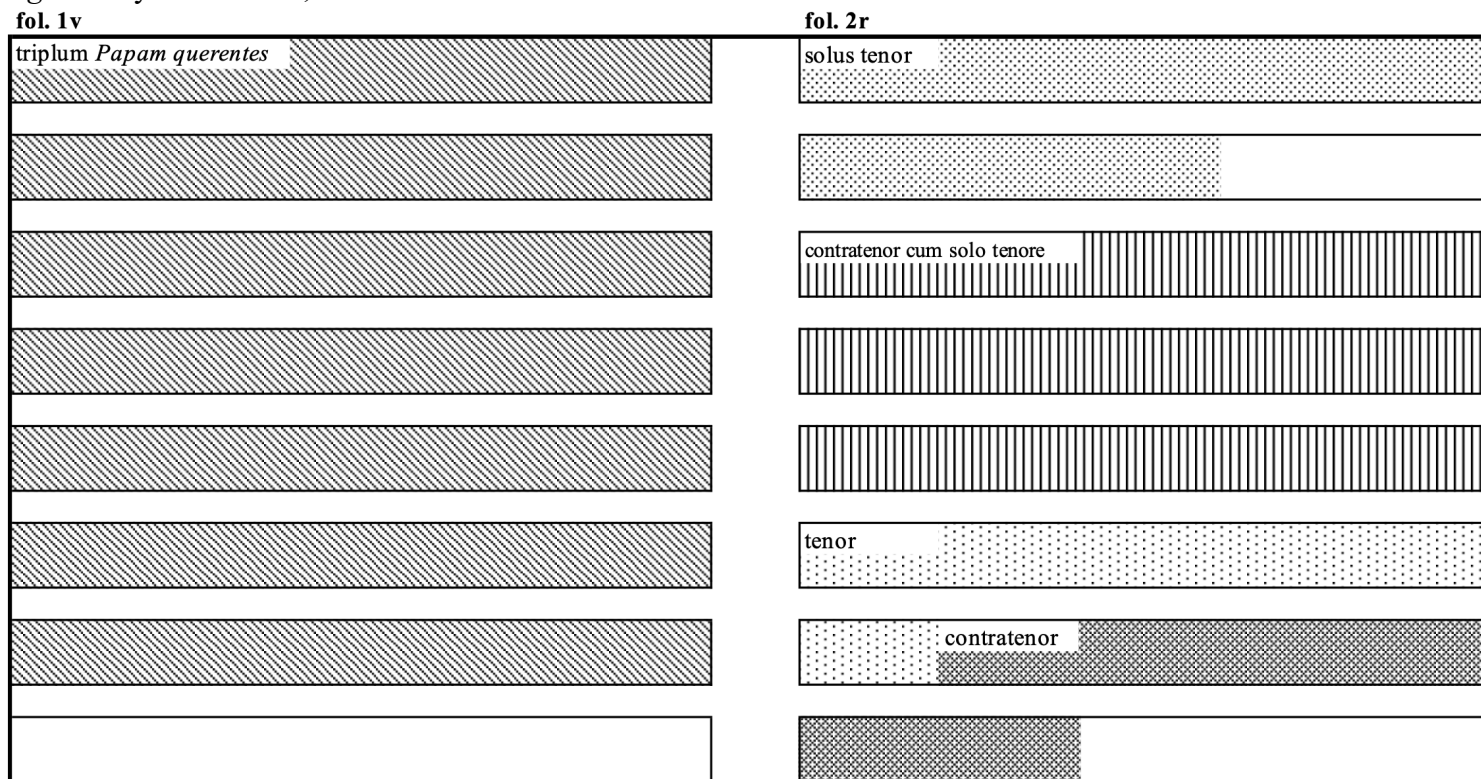 fol. 1v
fol. 2r
triplum Papam querentes
solus tenor
contratenor cum solo tenore
tenor
contratenor